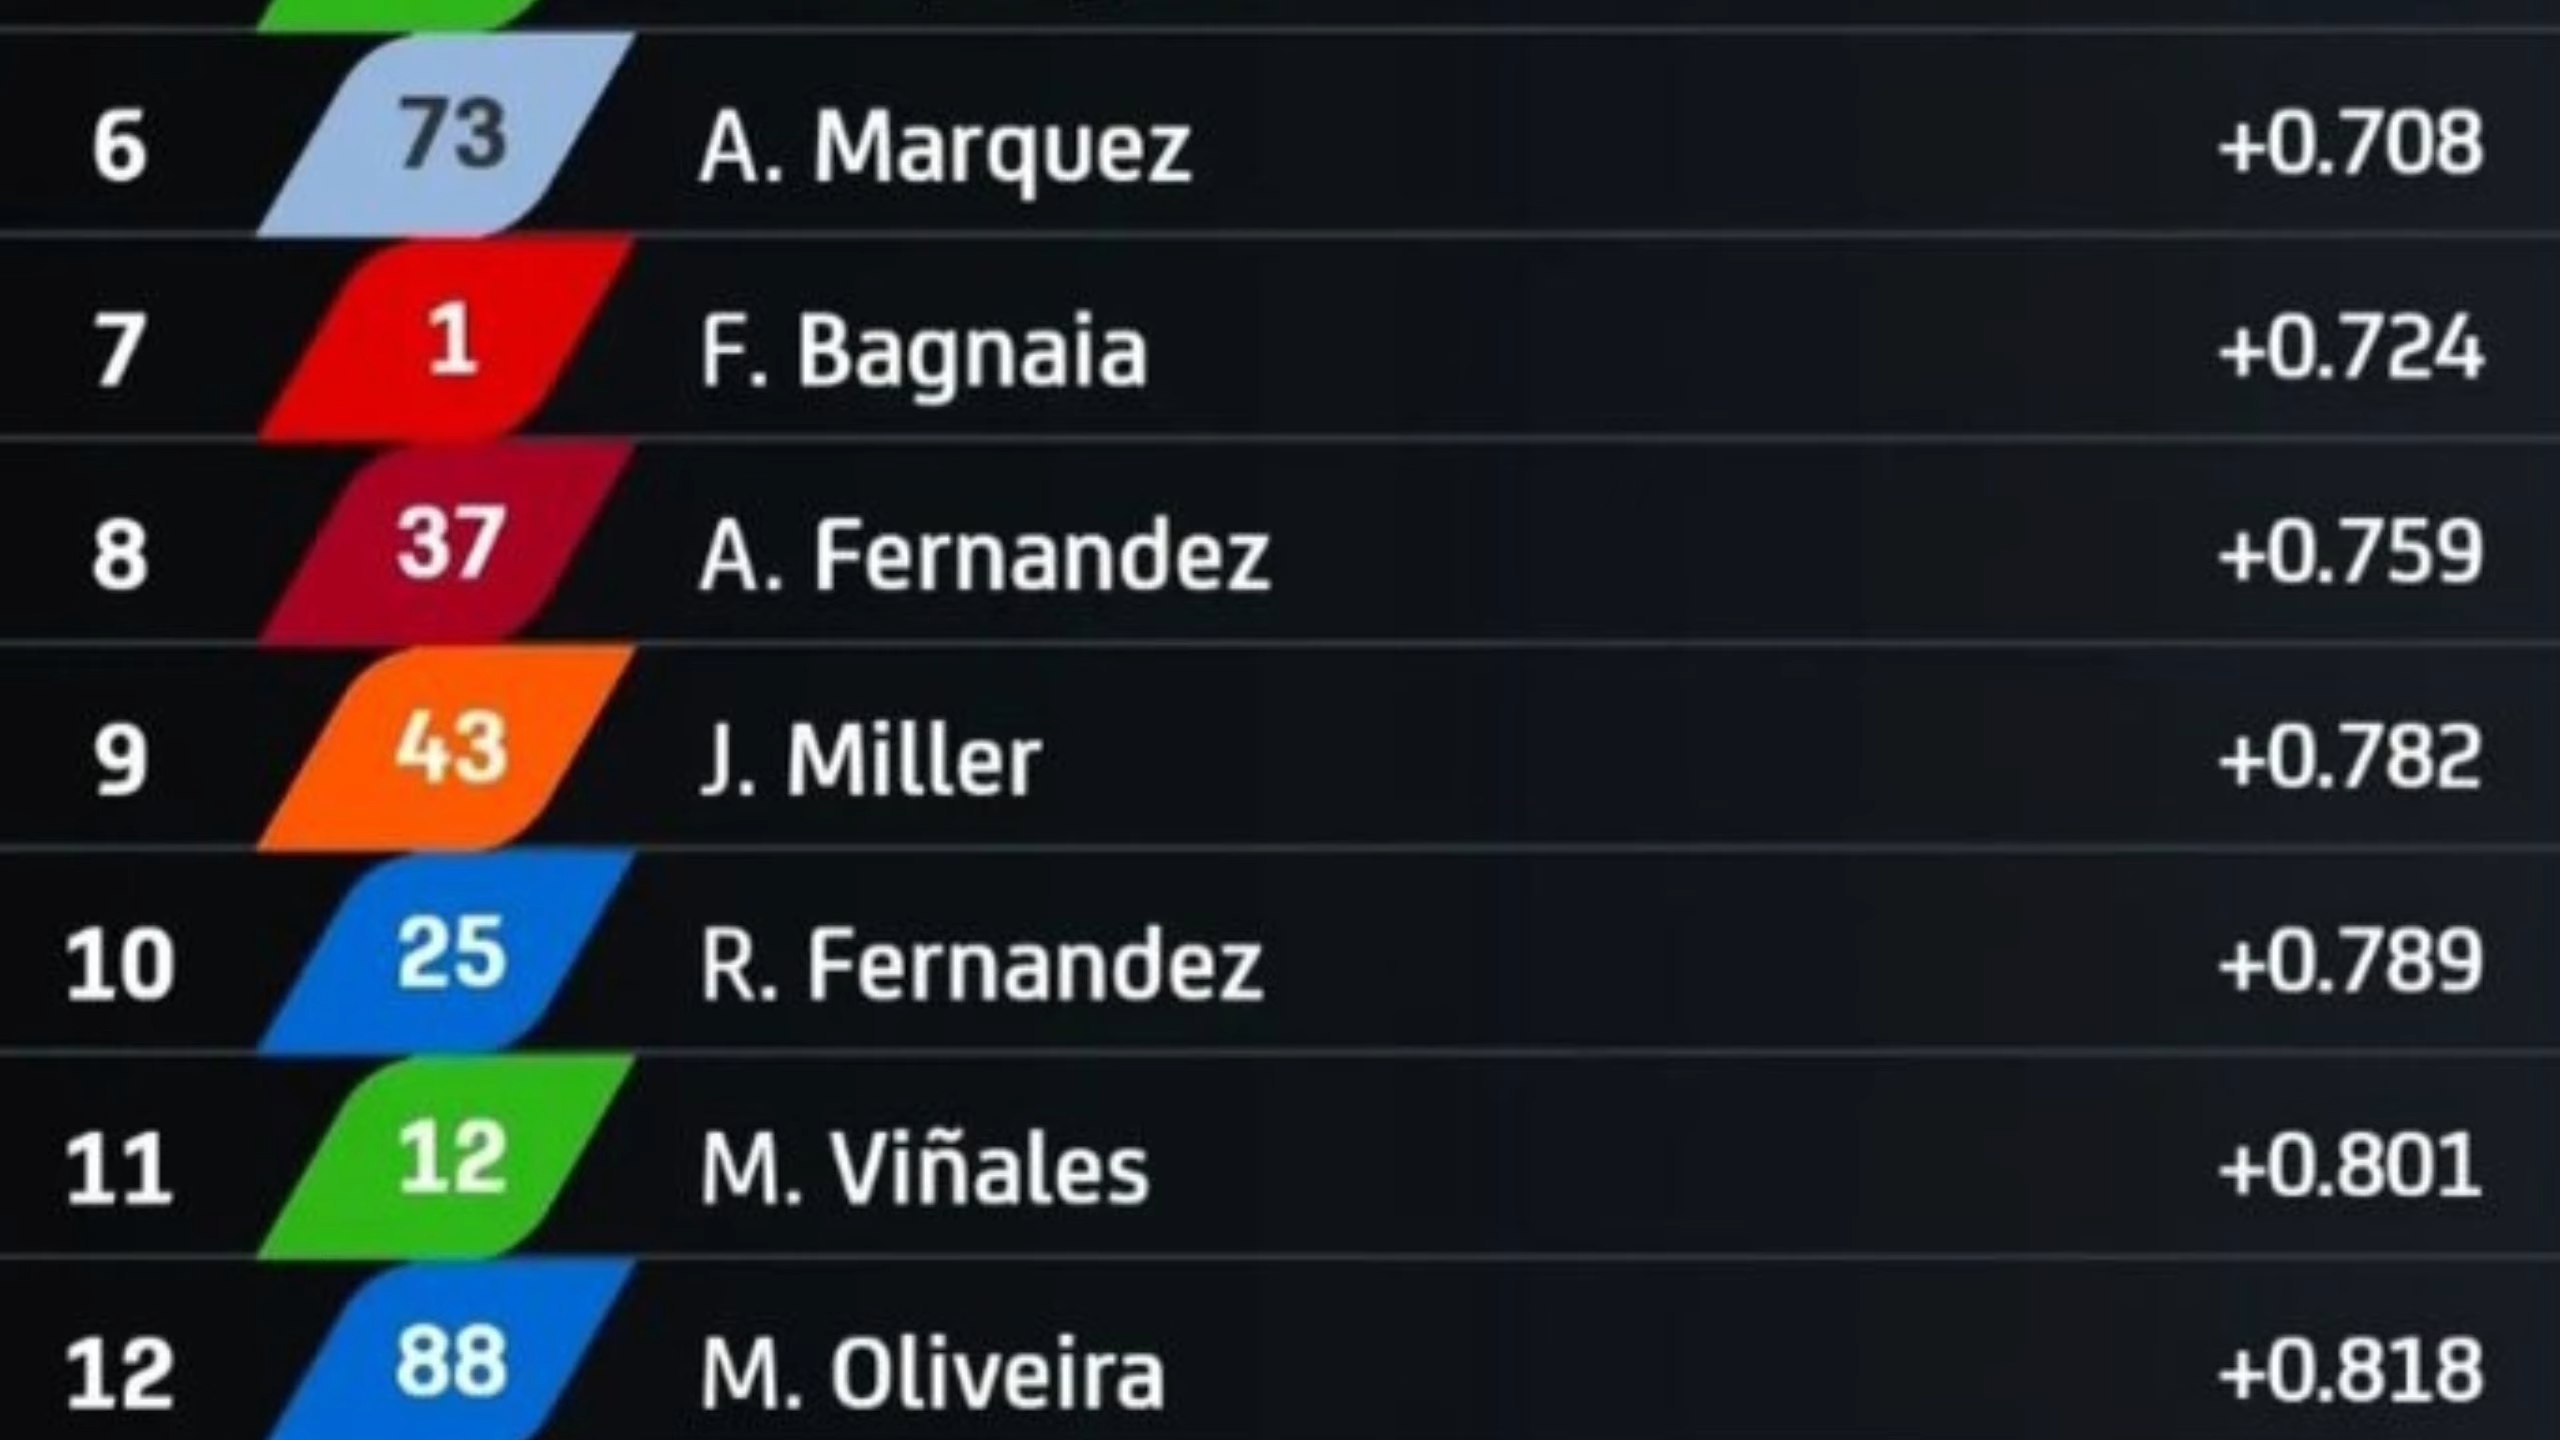 6 73 A. Marquez +0.708
7 1 F. Bagnaia +0.724
8 37 A. Fernandez +0.759
9 43 J. Miller +0.782
10 25 R. Fernandez +0.789
11 12 M. Viñales +0.801
12 88 M. Oliveira +0.818